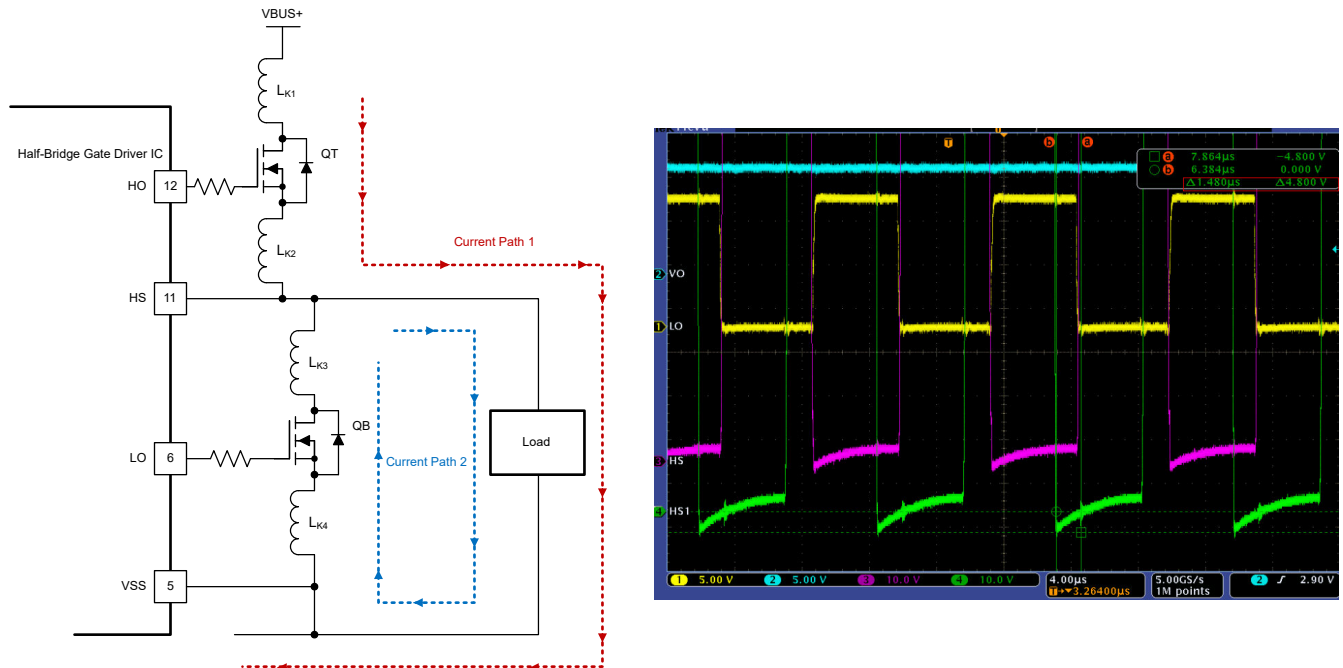 VBUS+
LK1
Half-Bridge Gate Driver IC
QT
HO
12
LK2
Current Path 1
HS
11
LK3
QB
LO
6
Current Path 2
Load
LK4
VSS
5
T
b
a
a 7.864µs −4.800 V
b 6.384µs 0.000 V
Δ1.480µs Δ4.800 V
2 VO
1 LO
3 HS
4 HS1
1 5.00 V 2 5.00 V 3 10.0 V 4 10.0 V
4.00µs
T→▼3.26400µs
5.00GS/s
1M points
2 2.90 V